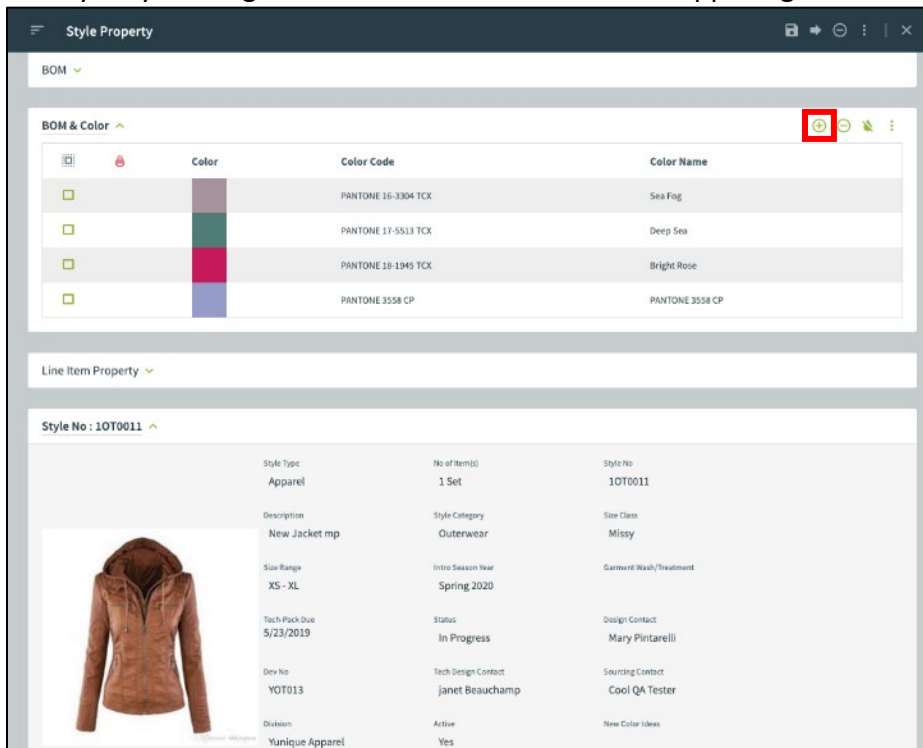 Style Property
BOM
BOM & Color
Color Color Code Color Name
PANTONE 16-3304 TCX Sea Fog
PANTONE 17-5513 TCX Deep Sea
PANTONE 18-1945 TCX Bright Rose
PANTONE 3558 CP PANTONE 3558 CP
Line Item Property
Style No : 1OT0011
Style Type No of Item(s) Style No
Apparel 1 Set 1OT0011
Description Style Category Size Class
New Jacket mp Outerwear Missy
Size Range Intro Season Year Garment Wash/Treatment
XS - XL Spring 2020
Tech-Pack Due Status Design Contact
5/23/2019 In Progress Mary Pintarelli
Dev No Tech Design Contact Sourcing Contact
YOT013 janet Beauchamp Cool QA Tester
Division Active New Color Ideas
Yunique Apparel Yes